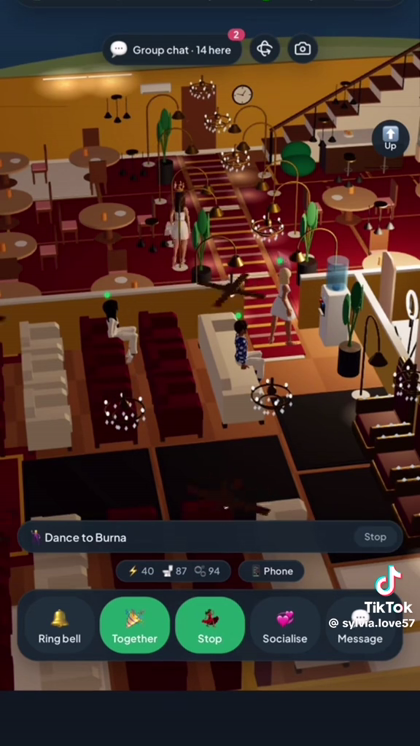 2
Group chat · 14 here
Up
Dance to Burna
Stop
40 87 94
Phone
Ring bell
Together
Stop
Socialise
Message
TikTok
@ sylvia.love57